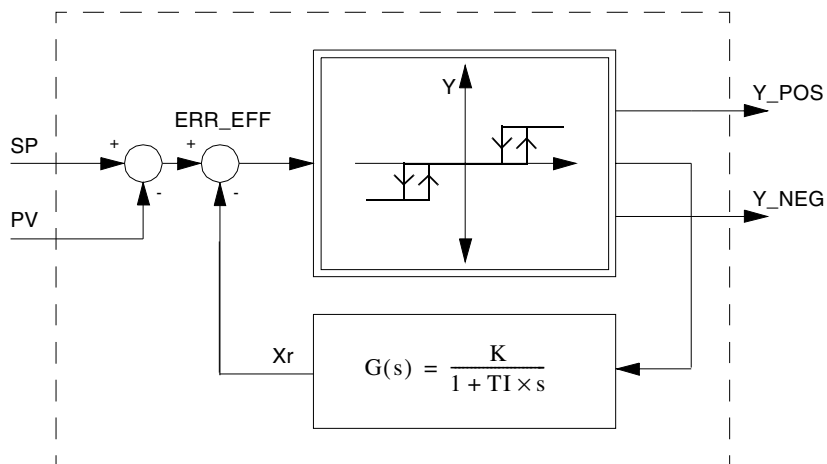 Y
Y_POS
ERR_EFF
SP
+
+
-
-
PV
Y_NEG
Xr
G(s) = K / 1 + TI × s